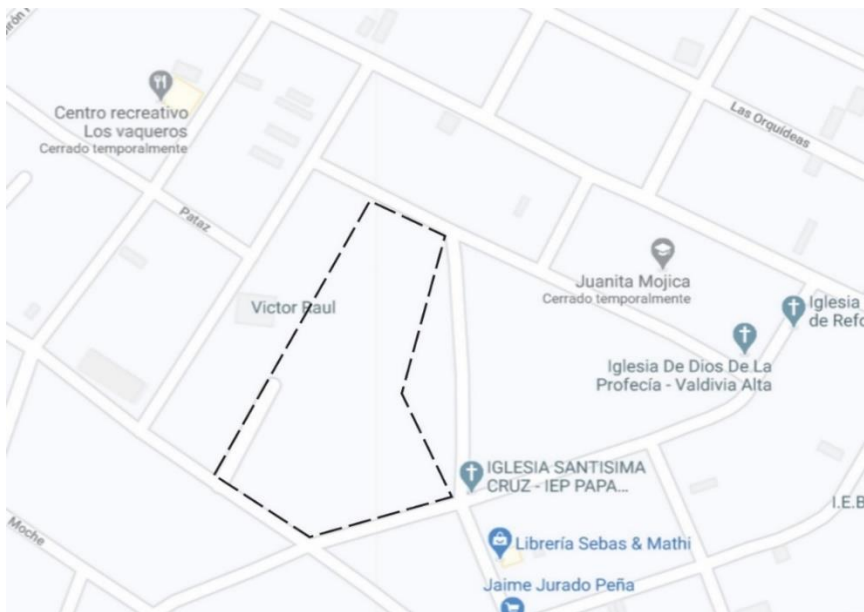 Centro recreativo
Los vaqueros
Cerrado temporalmente
Las Orquídeas
Pataz
Juanita Mojica
Cerrado temporalmente
Victor Raul
Iglesia
de Refo
Iglesia De Dios De La
Profecía - Valdivia Alta
IGLESIA SANTISIMA
CRUZ - IEP PAPA...
I.E.B
Moche
Librería Sebas & Mathi
Jaime Jurado Peña